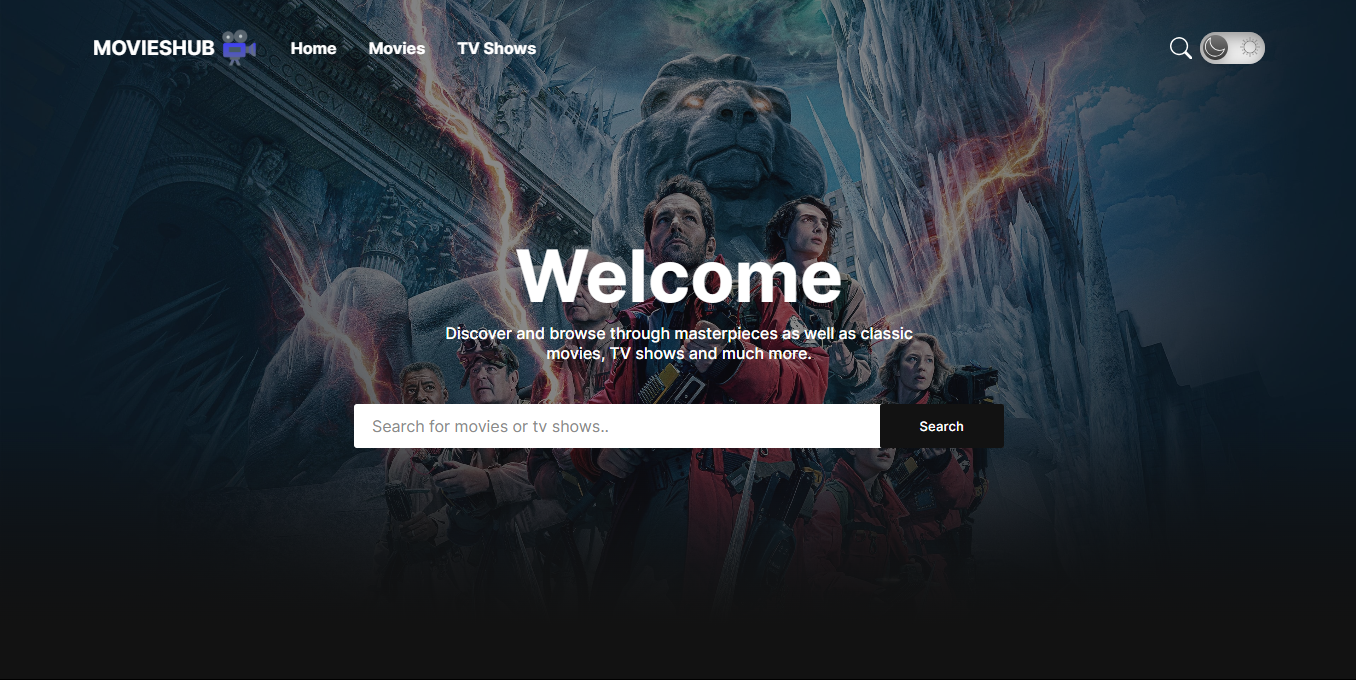 MOVIESHUB
Home
Movies
TV Shows
Welcome
Discover and browse through masterpieces as well as classic
movies, TV shows and much more.
Search for movies or tv shows..
Search